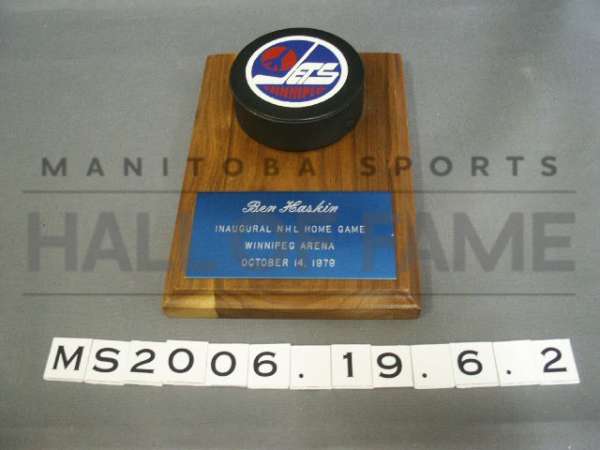 JETS
WINNIPEG
MANITOBA SPORTS
HALL OF FAME
Ben Haskin
INAUGURAL NHL HOME GAME
WINNIPEG ARENA
OCTOBER 14, 1979
MS2006.19.6.2